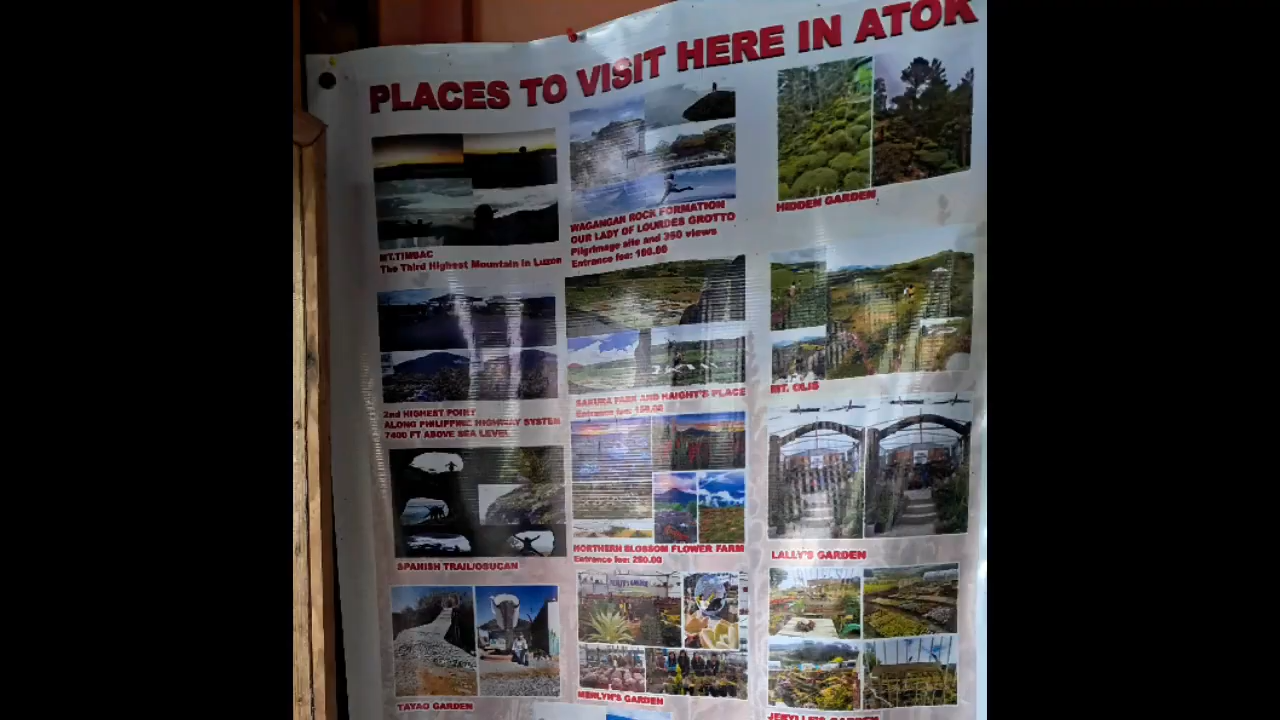 PLACES TO VISIT HERE IN ATOK
MT.TIMBAC
The Third Highest Mountain in Luzon
WAGANGAN ROCK FORMATION
OUR LADY OF LOURDES GROTTO
Pilgrimage site and 360 views
Entrance fee: 100.00
HIDDEN GARDEN
2nd HIGHEST POINT
ALONG PHILIPPINE HIGHWAY SYSTEM
7400 FT ABOVE SEA LEVEL
SAKURA PARK AND HAIGHT'S PLACE
Entrance fee:
MT. OLIS
SPANISH TRAIL/OSUCAN
NORTHERN BLOSSOM FLOWER FARM
Entrance fee: 250.00
LALLY'S GARDEN
TAYAO GARDEN
GARDEN
GARDEN